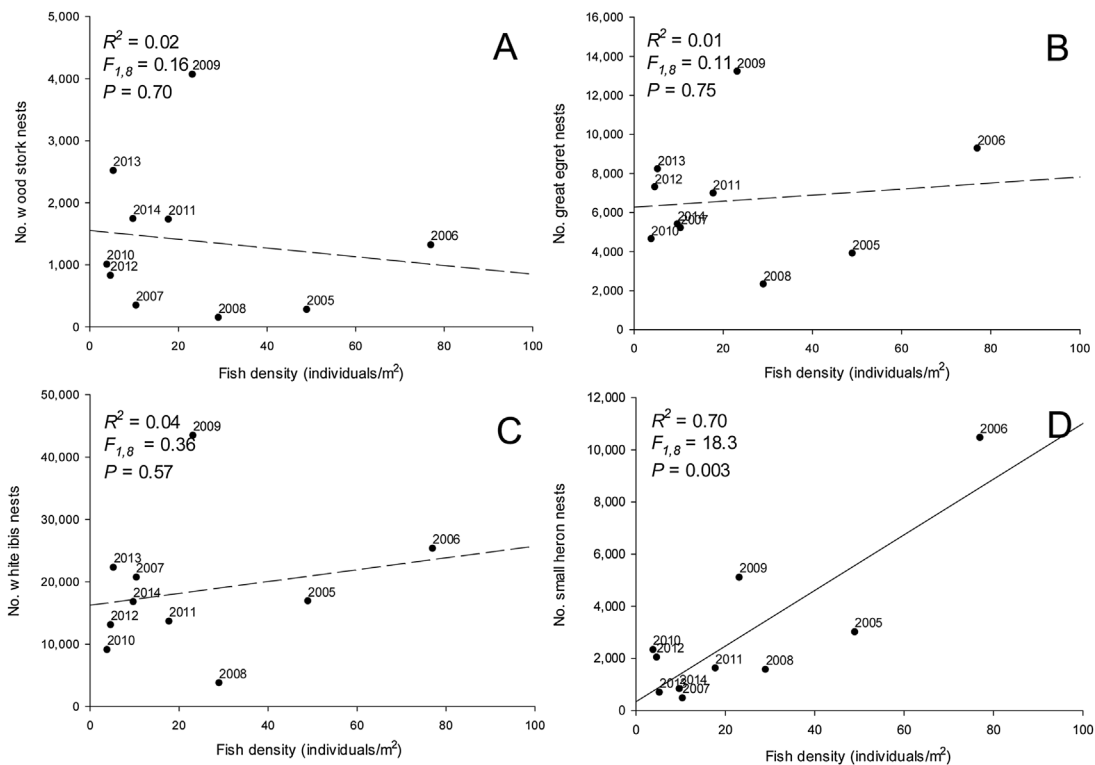 A
R² = 0.02
F1,8 = 0.16
P = 0.70
5,000
4,000
3,000
2,000
1,000
0
No. w ood stork nests
2009
2013
2014
2011
2006
2010
2012
2007
2008
2005
0 20 40 60 80 100
Fish density (individuals/m²)
B
R² = 0.01
F1,8 = 0.11
P = 0.75
16,000
14,000
12,000
10,000
8,000
6,000
4,000
2,000
0
No. great egret nests
2009
2006
2013
2012
2011
2014
2007
2010
2005
2008
0 20 40 60 80 100
Fish density (individuals/m²)
C
R² = 0.04
F1,8 = 0.36
P = 0.57
50,000
40,000
30,000
20,000
10,000
0
No. w hite ibis nests
2009
2006
2013
2007
2014
2005
2012
2011
2010
2008
0 20 40 60 80 100
Fish density (individuals/m²)
D
R² = 0.70
F1,8 = 18.3
P = 0.003
12,000
10,000
8,000
6,000
4,000
2,000
0
No. small heron nests
2006
2009
2005
2010
2012
2011
2008
2013
2014
2007
0 20 40 60 80 100
Fish density (individuals/m²)